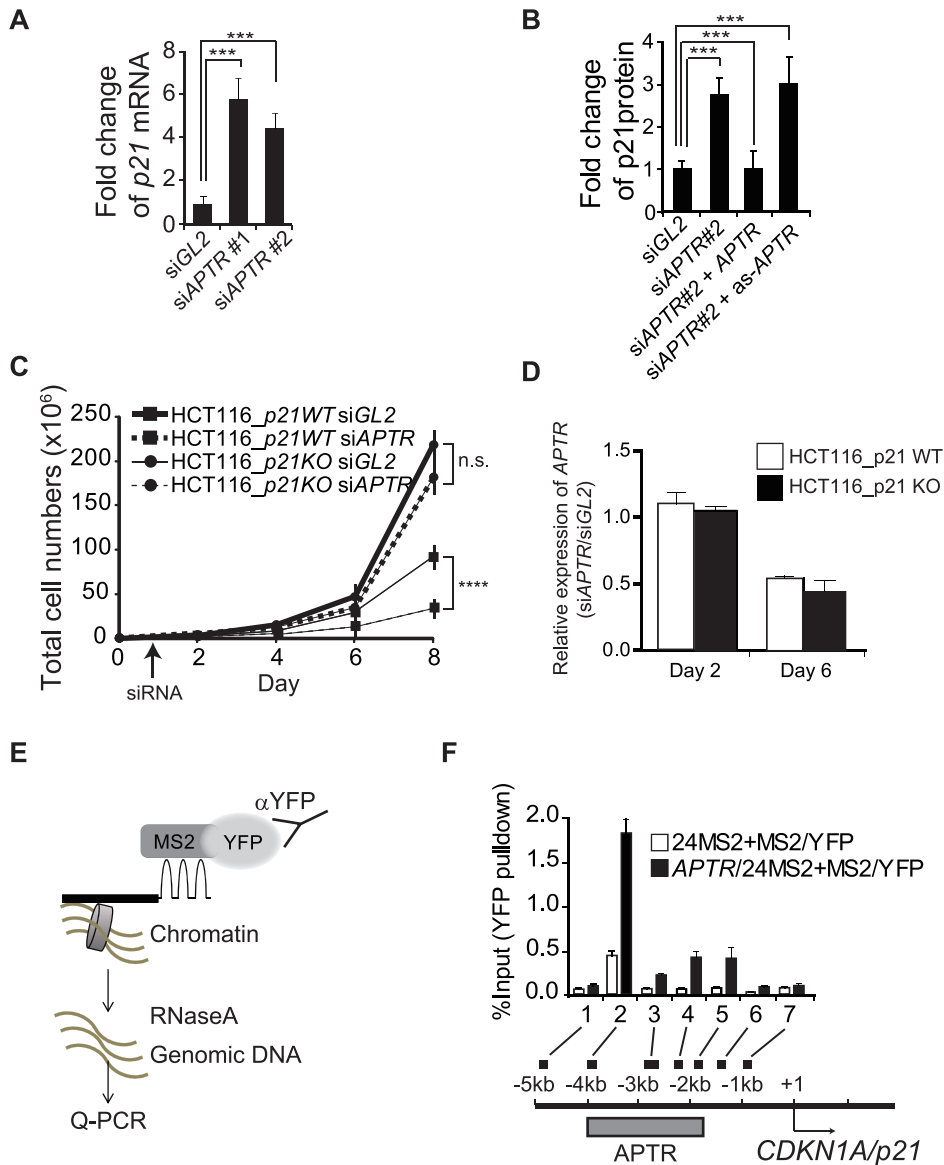 A
Fold change
of p21 mRNA
8
6
4
2
0
***
***
siGL2
siAPTR #1
siAPTR #2
B
Fold change
of p21protein
4
3
2
1
0
***
***
***
siGL2
siAPTR#2
siAPTR#2 + APTR
siAPTR#2 + as-APTR
C
Total cell numbers (x10⁶)
250
200
150
100
50
0
HCT116_p21WT siGL2
HCT116_p21WT siAPTR
HCT116_p21KO siGL2
HCT116_p21KO siAPTR
n.s.
****
0 2 4 6 8
siRNA
Day
D
Relative expression of APTR
(siAPTR/siGL2)
1.5
1.0
0.5
0.0
HCT116_p21 WT
HCT116_p21 KO
Day 2
Day 6
E
αYFP
MS2
YFP
Chromatin
RNaseA
Genomic DNA
Q-PCR
F
%Input (YFP pulldown)
2.0
1.5
1.0
0.5
0.0
24MS2+MS2/YFP
APTR/24MS2+MS2/YFP
1 2 3 4 5 6 7
-5kb -4kb -3kb -2kb -1kb +1
APTR
CDKN1A/p21